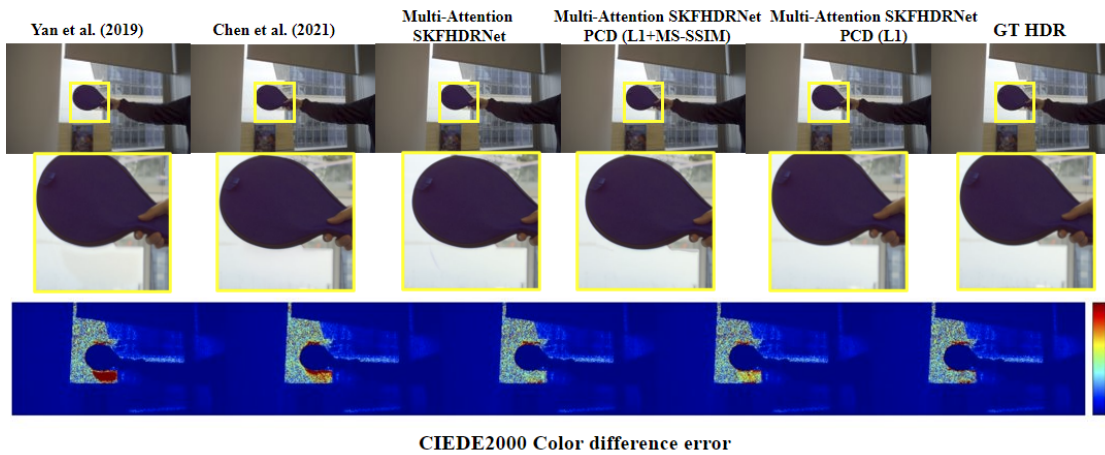 Yan et al. (2019)
Chen et al. (2021)
Multi-Attention
SKFHDRNet
Multi-Attention SKFHDRNet
PCD (L1+MS-SSIM)
Multi-Attention SKFHDRNet
PCD (L1)
GT HDR
CIEDE2000 Color difference error